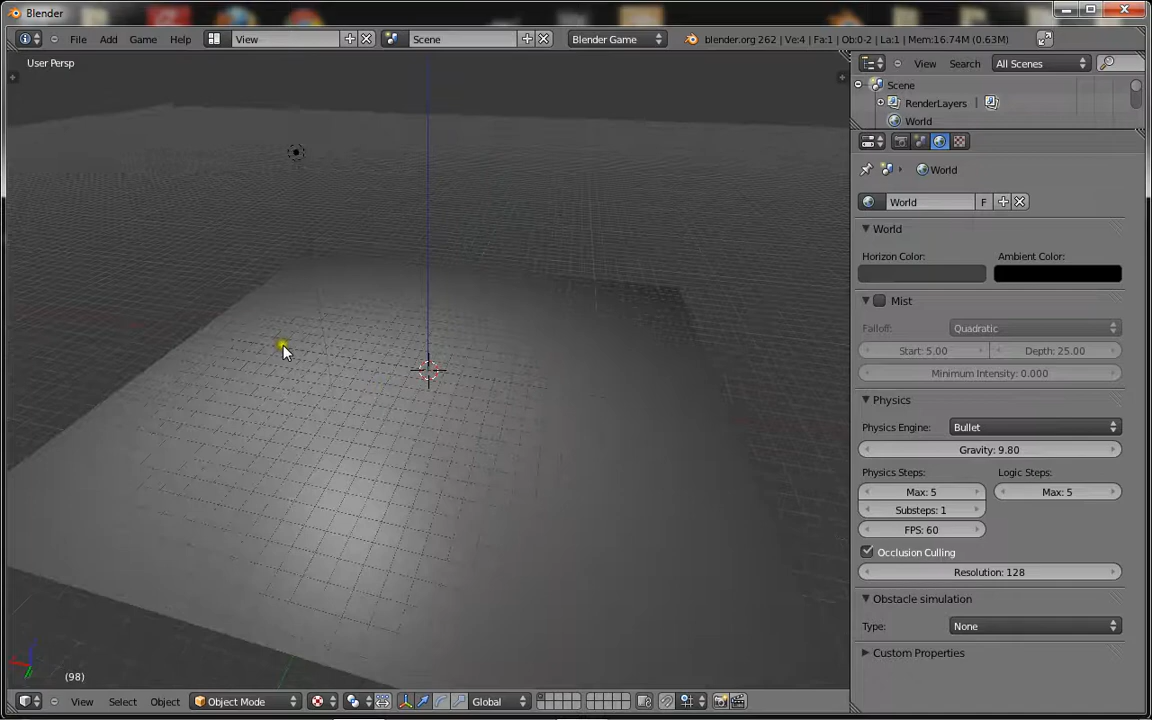 Blender
File Add Game Help View Scene Blender Game blender.org 262 | Ve:4 | Fa:1 | Ob:0-2 | La:1 | Mem:16.74M (0.63M)
User Persp
View Search All Scenes
Scene
RenderLayers |
World
World
World F
World
Horizon Color: Ambient Color:
Mist
Falloff: Quadratic
Start: 5.00 Depth: 25.00
Minimum Intensity: 0.000
Physics
Physics Engine: Bullet
Gravity: 9.80
Physics Steps: Logic Steps:
Max: 5 Max: 5
Substeps: 1
FPS: 60
Occlusion Culling
Resolution: 128
Obstacle simulation
Type: None
Custom Properties
(98)
View Select Object Object Mode Global